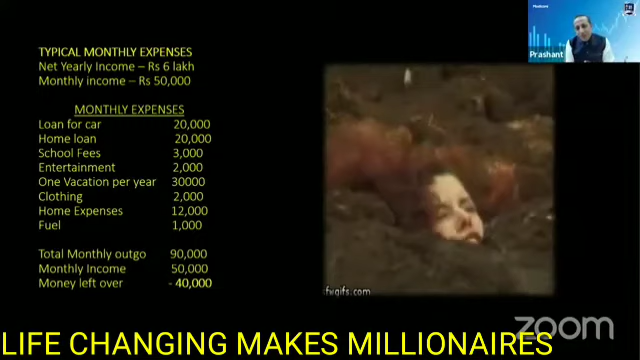 TYPICAL MONTHLY EXPENSES
Net Yearly Income – Rs 6 lakh
Monthly income – Rs 50,000
MONTHLY EXPENSES
Loan for car 20,000
Home loan 20,000
School Fees 3,000
Entertainment 2,000
One Vacation per year 30000
Clothing 2,000
Home Expenses 12,000
Fuel 1,000
Total Monthly outgo 90,000
Monthly Income 50,000
Money left over - 40,000
Prashant
fwgifs.com
zoom
LIFE CHANGING MAKES MILLIONAIRES